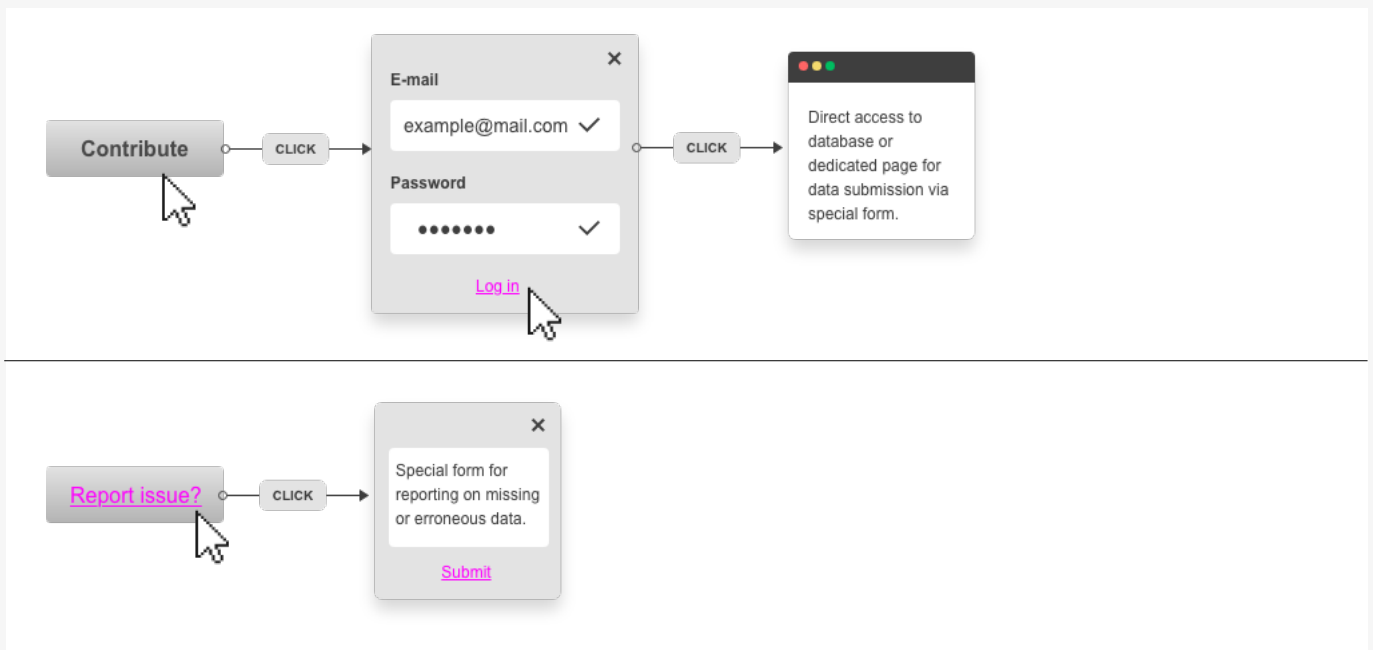 Contribute
CLICK
E-mail
example@mail.com
Password
Log in
CLICK
Direct access to
database or
dedicated page for
data submission via
special form.
Report issue?
CLICK
Special form for
reporting on missing
or erroneous data.
Submit